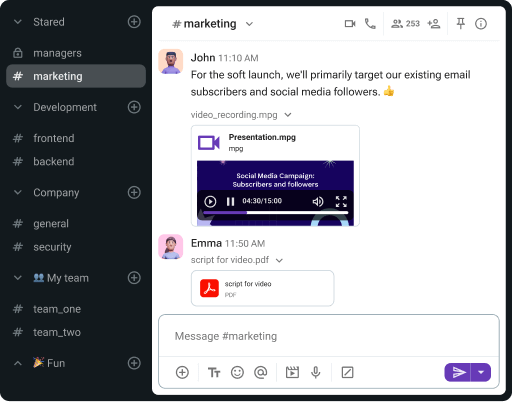 Stared
managers
# marketing
Development
# frontend
# backend
Company
# general
# security
My team
# team_one
# team_two
Fun
# marketing
253
John 11:10 AM
For the soft launch, we'll primarily target our existing email
subscribers and social media followers. 👍
video_recording.mpg
Presentation.mpg
mpg
Social Media Campaign:
Subscribers and followers
04:30/15:00
Emma 11:50 AM
script for video.pdf
script for video
PDF
Message #marketing
Tт